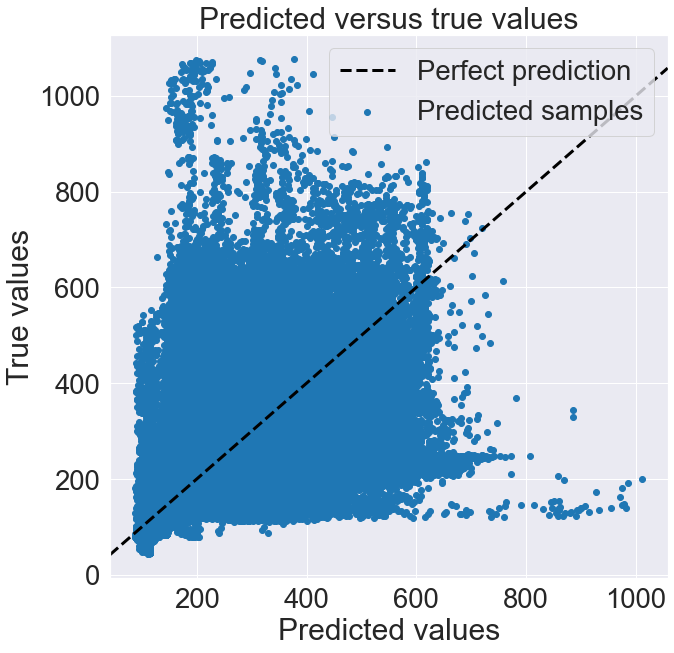 Predicted versus true values
Perfect prediction
Predicted samples
1000
800
600
400
200
0
True values
200 400 600 800 1000
Predicted values